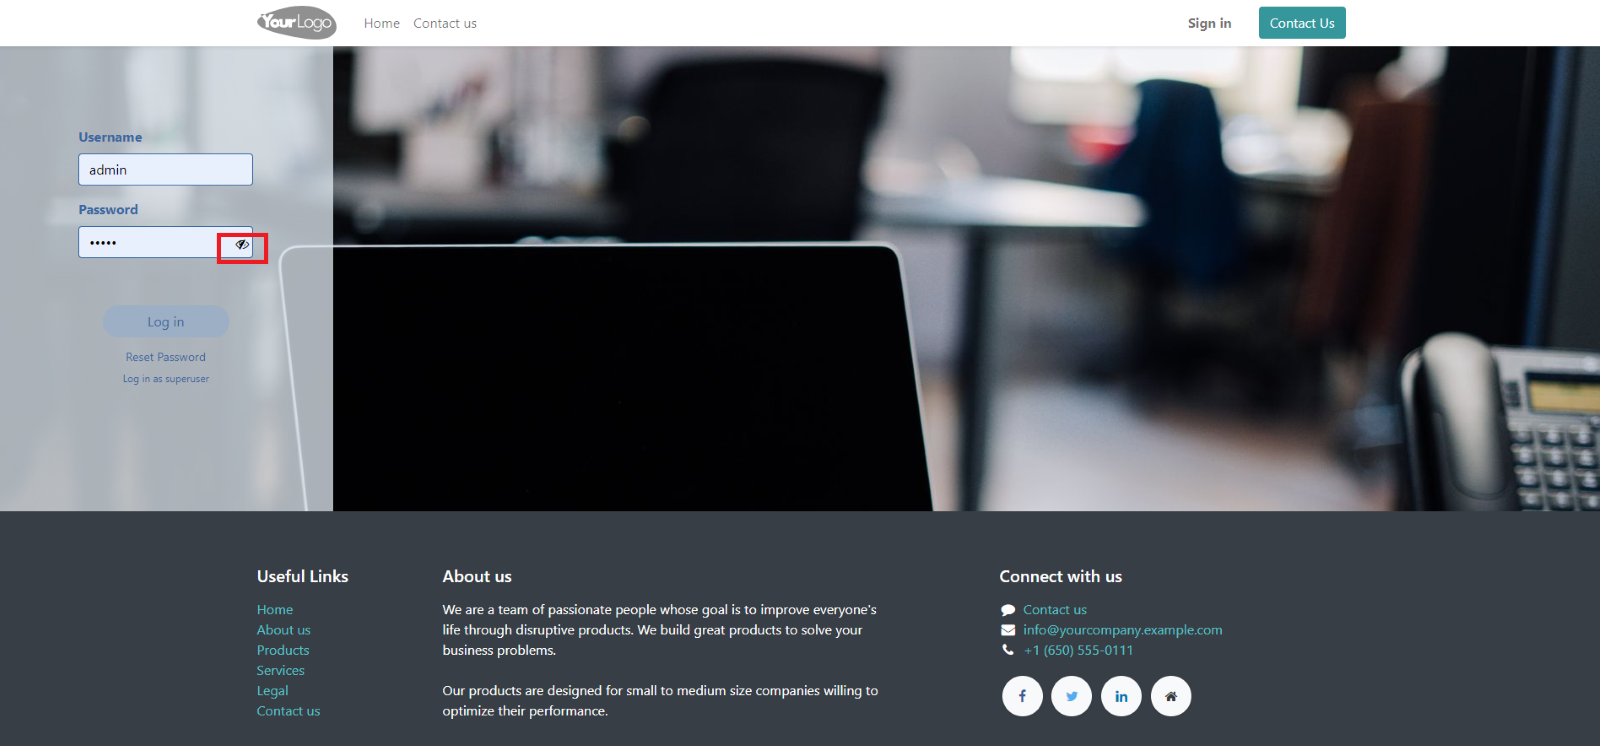 YourLogo
Home
Contact us
Sign in
Contact Us
Username
admin
Password
•••••
Log in
Reset Password
Log in as superuser
Useful Links
Home
About us
Products
Services
Legal
Contact us
About us
We are a team of passionate people whose goal is to improve everyone's
life through disruptive products. We build great products to solve your
business problems.
Our products are designed for small to medium size companies willing to
optimize their performance.
Connect with us
Contact us
info@yourcompany.example.com
+1 (650) 555-0111